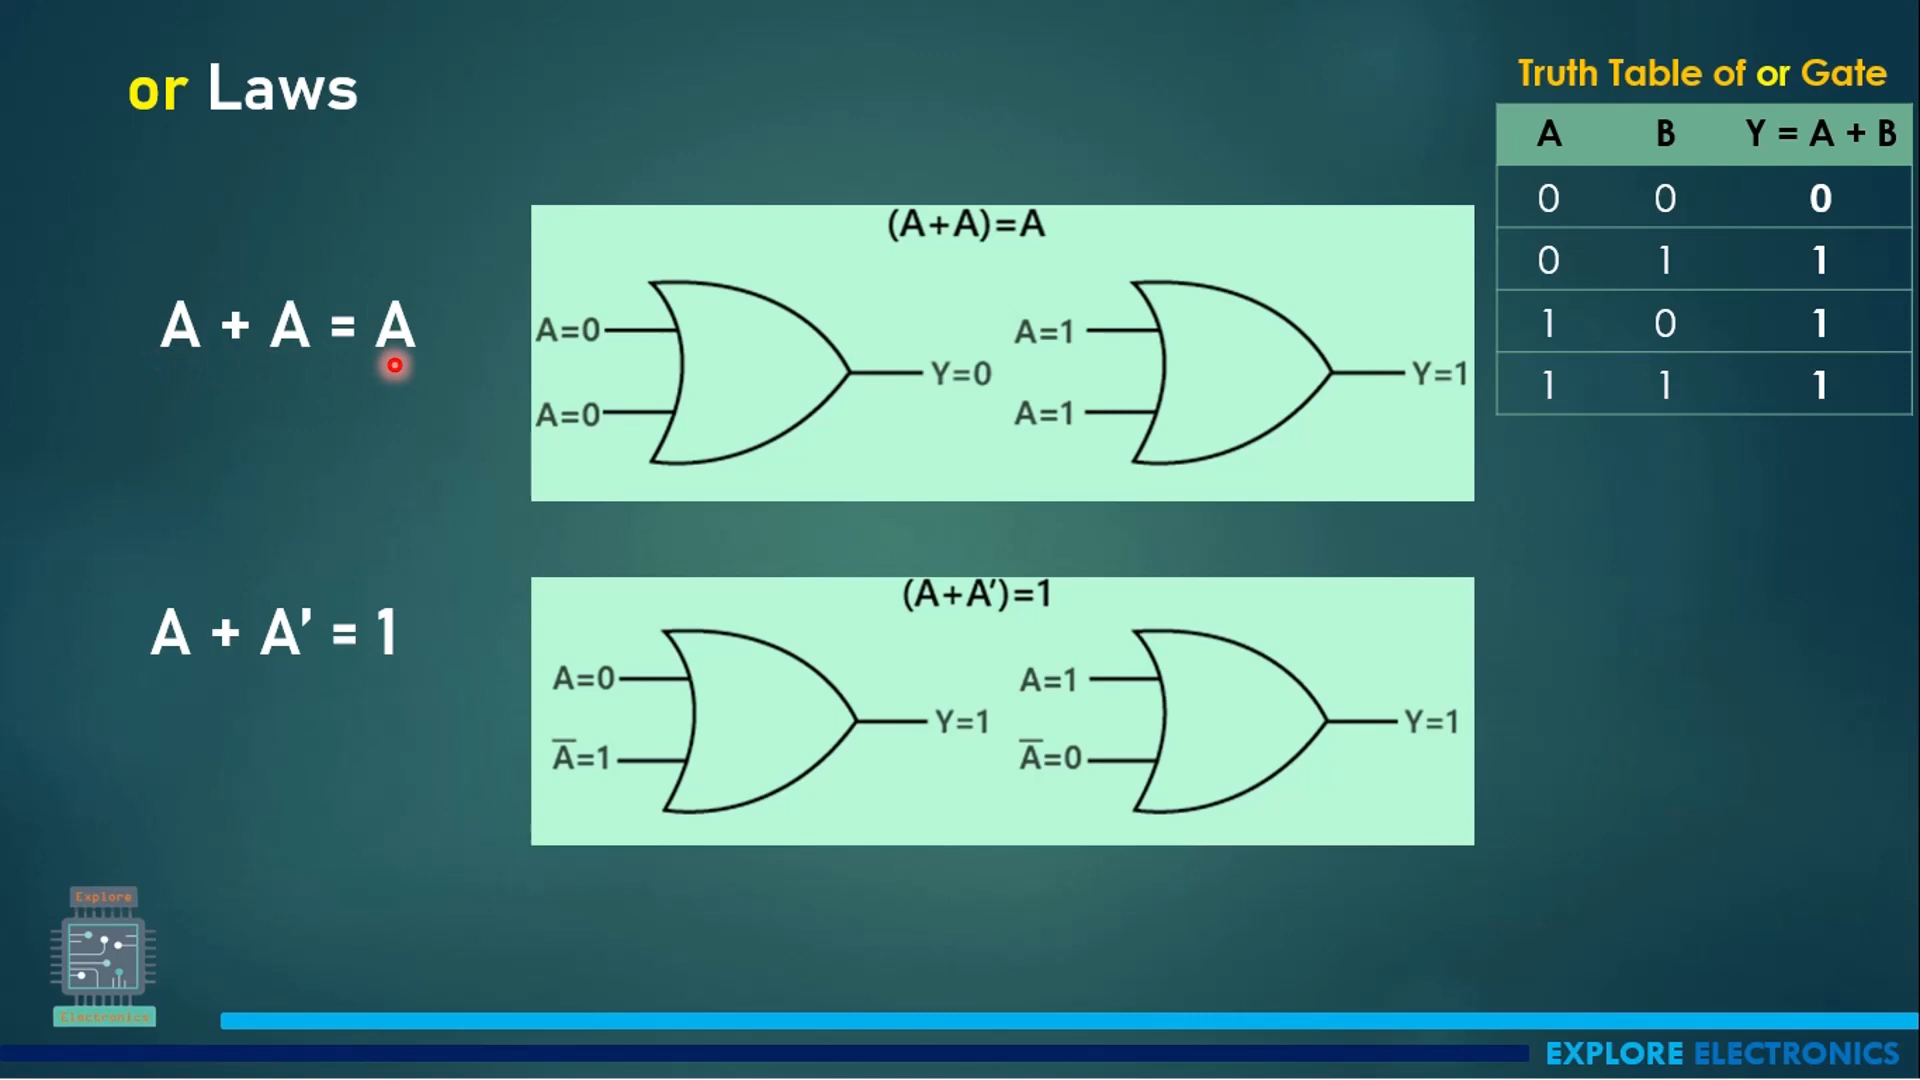 or Laws
Truth Table of or Gate
A B Y = A + B
0 0 0
0 1 1
1 0 1
1 1 1
A + A = A
(A+A)=A
A=0
A=0
Y=0
A=1
A=1
Y=1
A + A' = 1
(A+A')=1
A=0
A̅=1
Y=1
A=1
A̅=0
Y=1
Explore
Electronics
EXPLORE ELECTRONICS